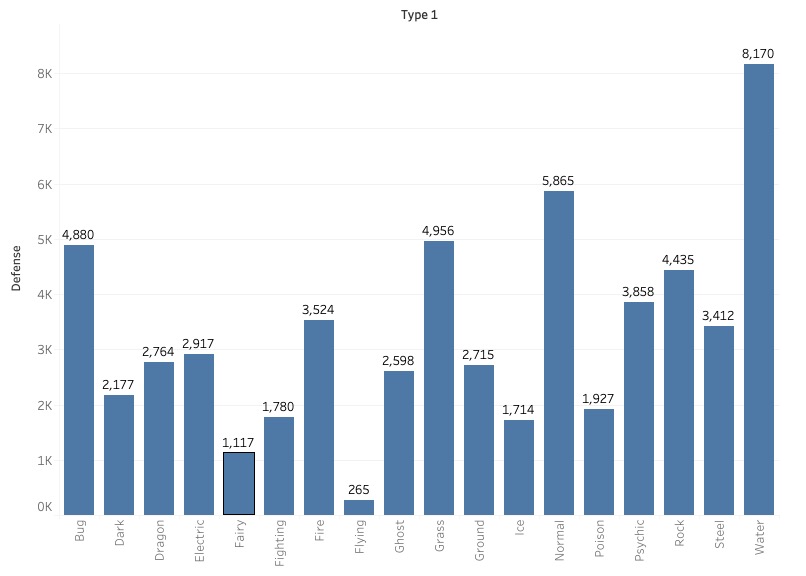 Type 1
8K
7K
6K
5K
4K
3K
2K
1K
0K
Defense
4,880
2,177
2,764
2,917
1,117
1,780
3,524
265
2,598
4,956
2,715
1,714
5,865
1,927
3,858
4,435
3,412
8,170
Bug
Dark
Dragon
Electric
Fairy
Fighting
Fire
Flying
Ghost
Grass
Ground
Ice
Normal
Poison
Psychic
Rock
Steel
Water